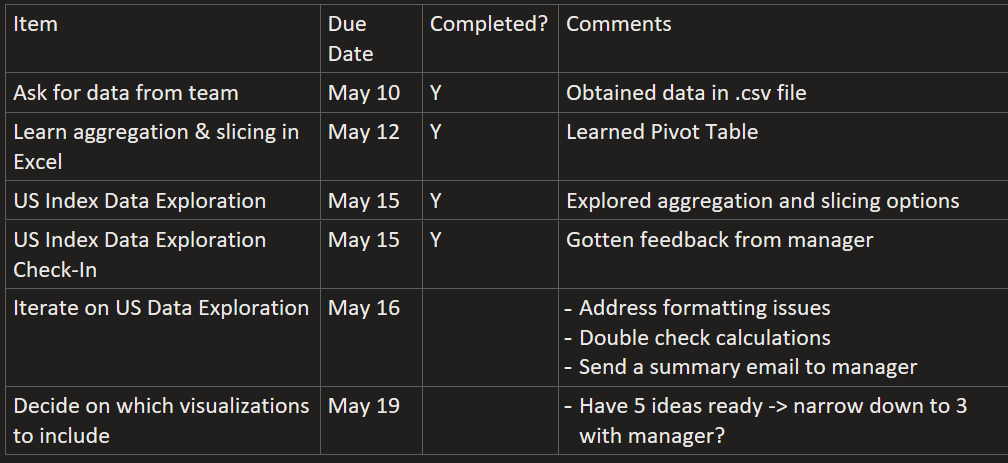 Item Due Completed? Comments
Date
Ask for data from team May 10 Y Obtained data in .csv file
Learn aggregation & slicing in May 12 Y Learned Pivot Table
Excel
US Index Data Exploration May 15 Y Explored aggregation and slicing options
US Index Data Exploration May 15 Y Gotten feedback from manager
Check-In
Iterate on US Data Exploration May 16 - Address formatting issues
- Double check calculations
- Send a summary email to manager
Decide on which visualizations May 19 - Have 5 ideas ready -> narrow down to 3
to include with manager?